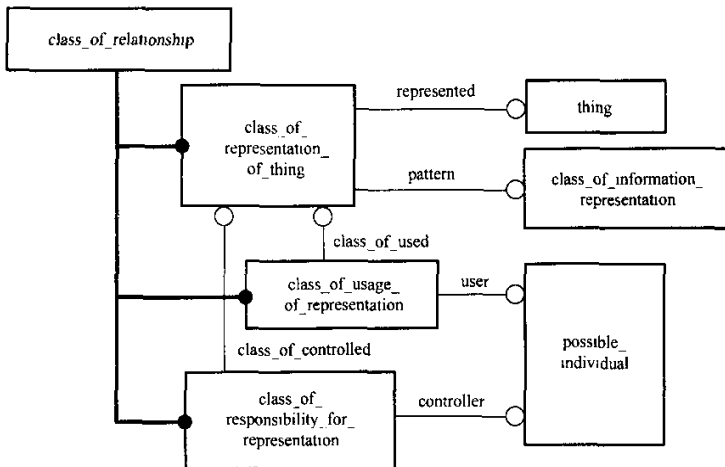 class_of_relationship
represented
thing
class_of_
representation_
of_thing
pattern
class_of_information_
representation
class_of_used
class_of_usage_
of_representation
user
possible_
individual
class_of_controlled
class_of_
responsibility_for_
representation
controller